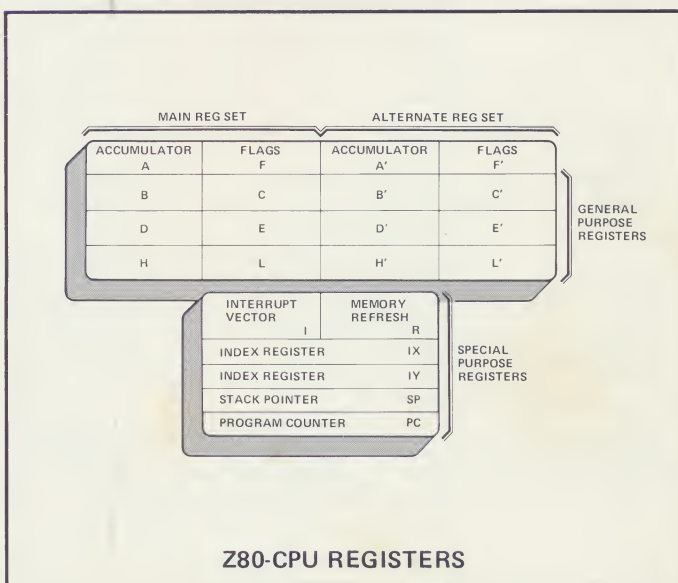 MAIN REG SET ALTERNATE REG SET
ACCUMULATOR FLAGS ACCUMULATOR FLAGS
A F A' F'
B C B' C'
D E D' E'
H L H' L'
GENERAL
PURPOSE
REGISTERS
INTERRUPT MEMORY
VECTOR REFRESH
I R
INDEX REGISTER IX
INDEX REGISTER IY
STACK POINTER SP
PROGRAM COUNTER PC
SPECIAL
PURPOSE
REGISTERS
Z80-CPU REGISTERS